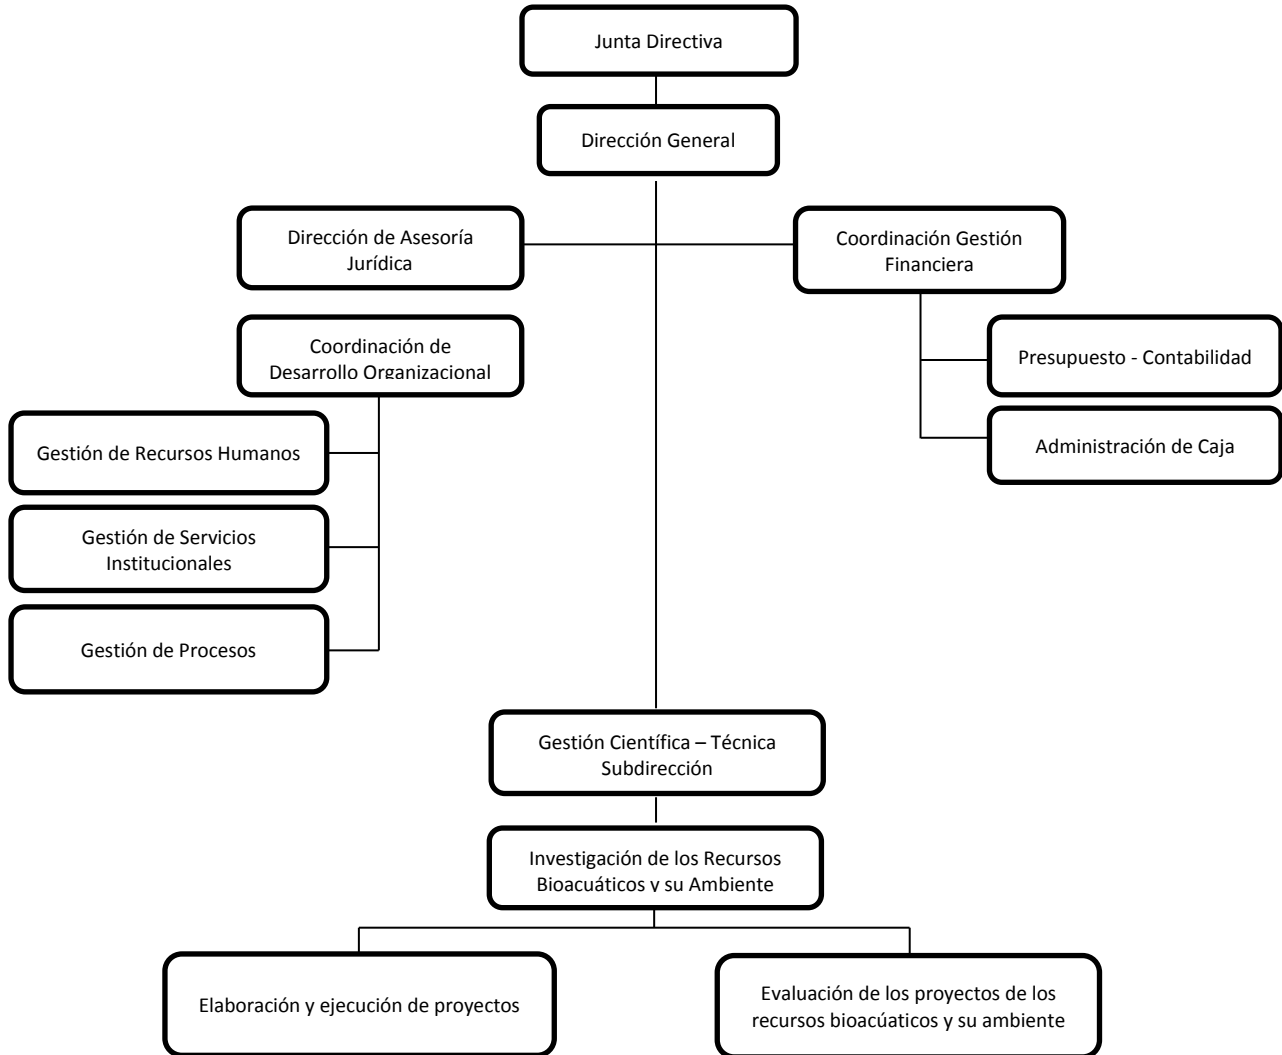 Junta Directiva
Dirección General
Dirección de Asesoría
Jurídica
Coordinación Gestión
Financiera
Coordinación de
Desarrollo Organizacional
Presupuesto - Contabilidad
Administración de Caja
Gestión de Recursos Humanos
Gestión de Servicios
Institucionales
Gestión de Procesos
Gestión Científica – Técnica
Subdirección
Investigación de los Recursos
Bioacuáticos y su Ambiente
Elaboración y ejecución de proyectos
Evaluación de los proyectos de los
recursos bioacúaticos y su ambiente